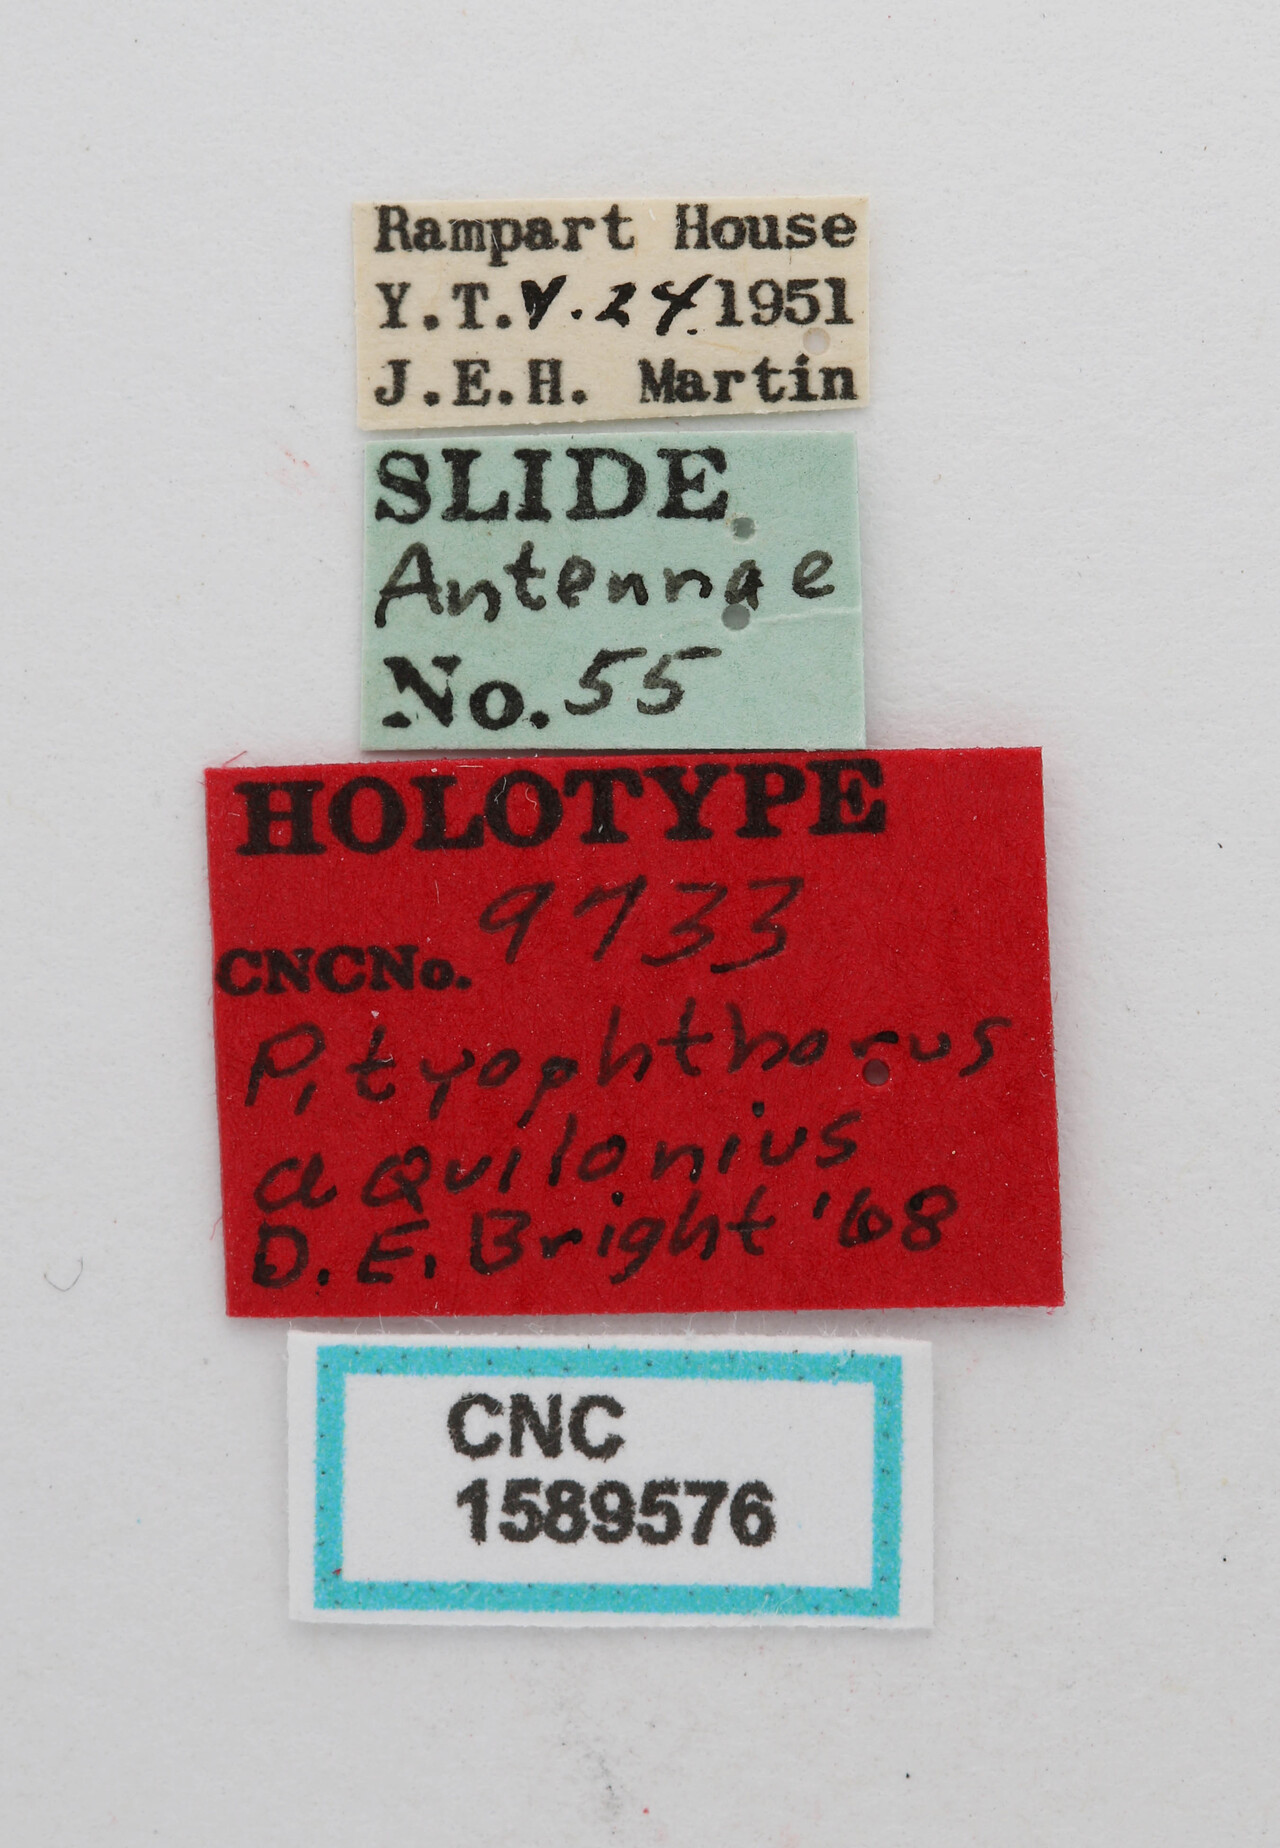 Rampart House
Y.T. V.24.1951
J.E.H. Martin
SLIDE
Antennae
No. 55
HOLOTYPE
9733
CNCNo.
Pityophthorus
aquilonius
D.E. Bright '68
CNC
1589576